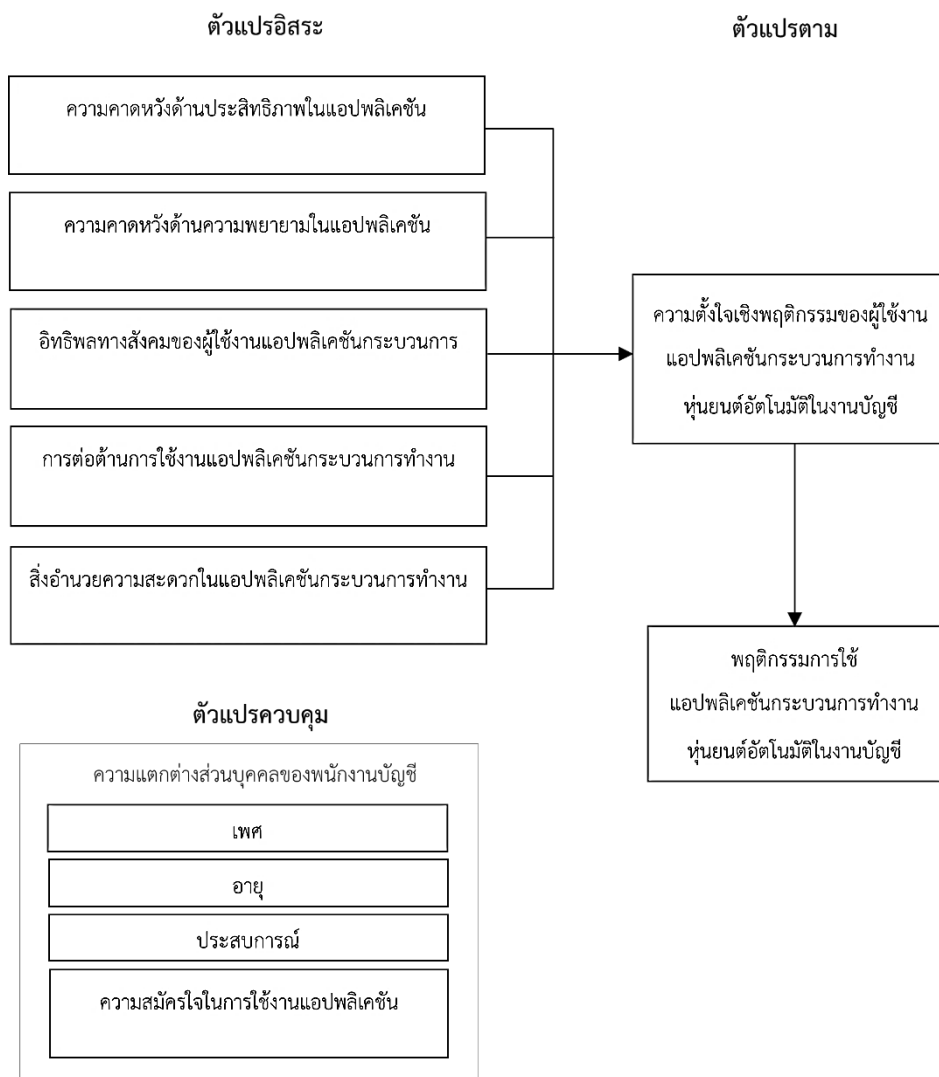 ตัวแปรอิสระ
ตัวแปรตาม
ความคาดหวังด้านประสิทธิภาพในแอปพลิเคชัน
ความคาดหวังด้านความพยายามในแอปพลิเคชัน
อิทธิพลทางสังคมของผู้ใช้งานแอปพลิเคชันกระบวนการ
การต่อต้านการใช้งานแอปพลิเคชันกระบวนการทำงาน
สิ่งอำนวยความสะดวกในแอปพลิเคชันกระบวนการทำงาน
ความตั้งใจเชิงพฤติกรรมของผู้ใช้งาน
แอปพลิเคชันกระบวนการทำงาน
หุ่นยนต์อัตโนมัติในงานบัญชี
พฤติกรรมการใช้
แอปพลิเคชันกระบวนการทำงาน
หุ่นยนต์อัตโนมัติในงานบัญชี
ตัวแปรควบคุม
ความแตกต่างส่วนบุคคลของพนักงานบัญชี
เพศ
อายุ
ประสบการณ์
ความสมัครใจในการใช้งานแอปพลิเคชัน